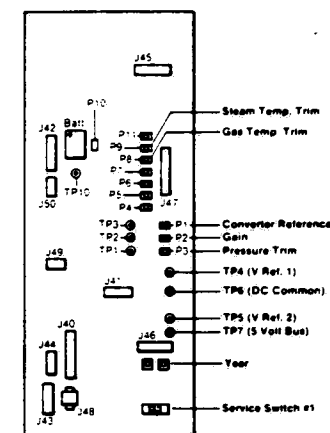 J45
P10
Batt
J42
P11
P9
P8
P7
P6
P5
P4
Steam Temp. Trim
Gas Temp. Trim
TP10
J50
J47
TP3
TP2
TP1
P1
P2
P3
Converter Reference
Gain
Pressure Trim
J49
TP4 (V Ref. 1)
J41
TP6 (DC Common)
TP5 (V Ref. 2)
TP7 (5 Volt Bus)
J40
J46
J44
Year
J43
J48
Service Switch #1